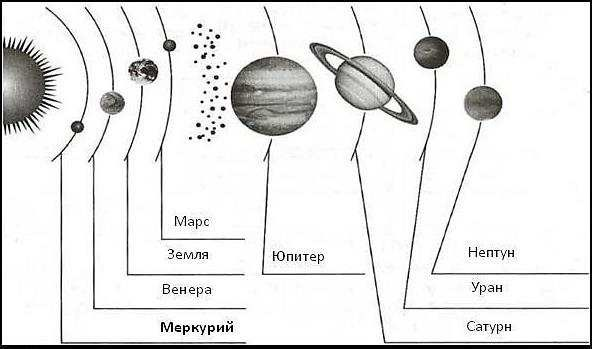 Марс
Земля
Венера
Меркурий
Юпитер
Нептун
Уран
Сатурн